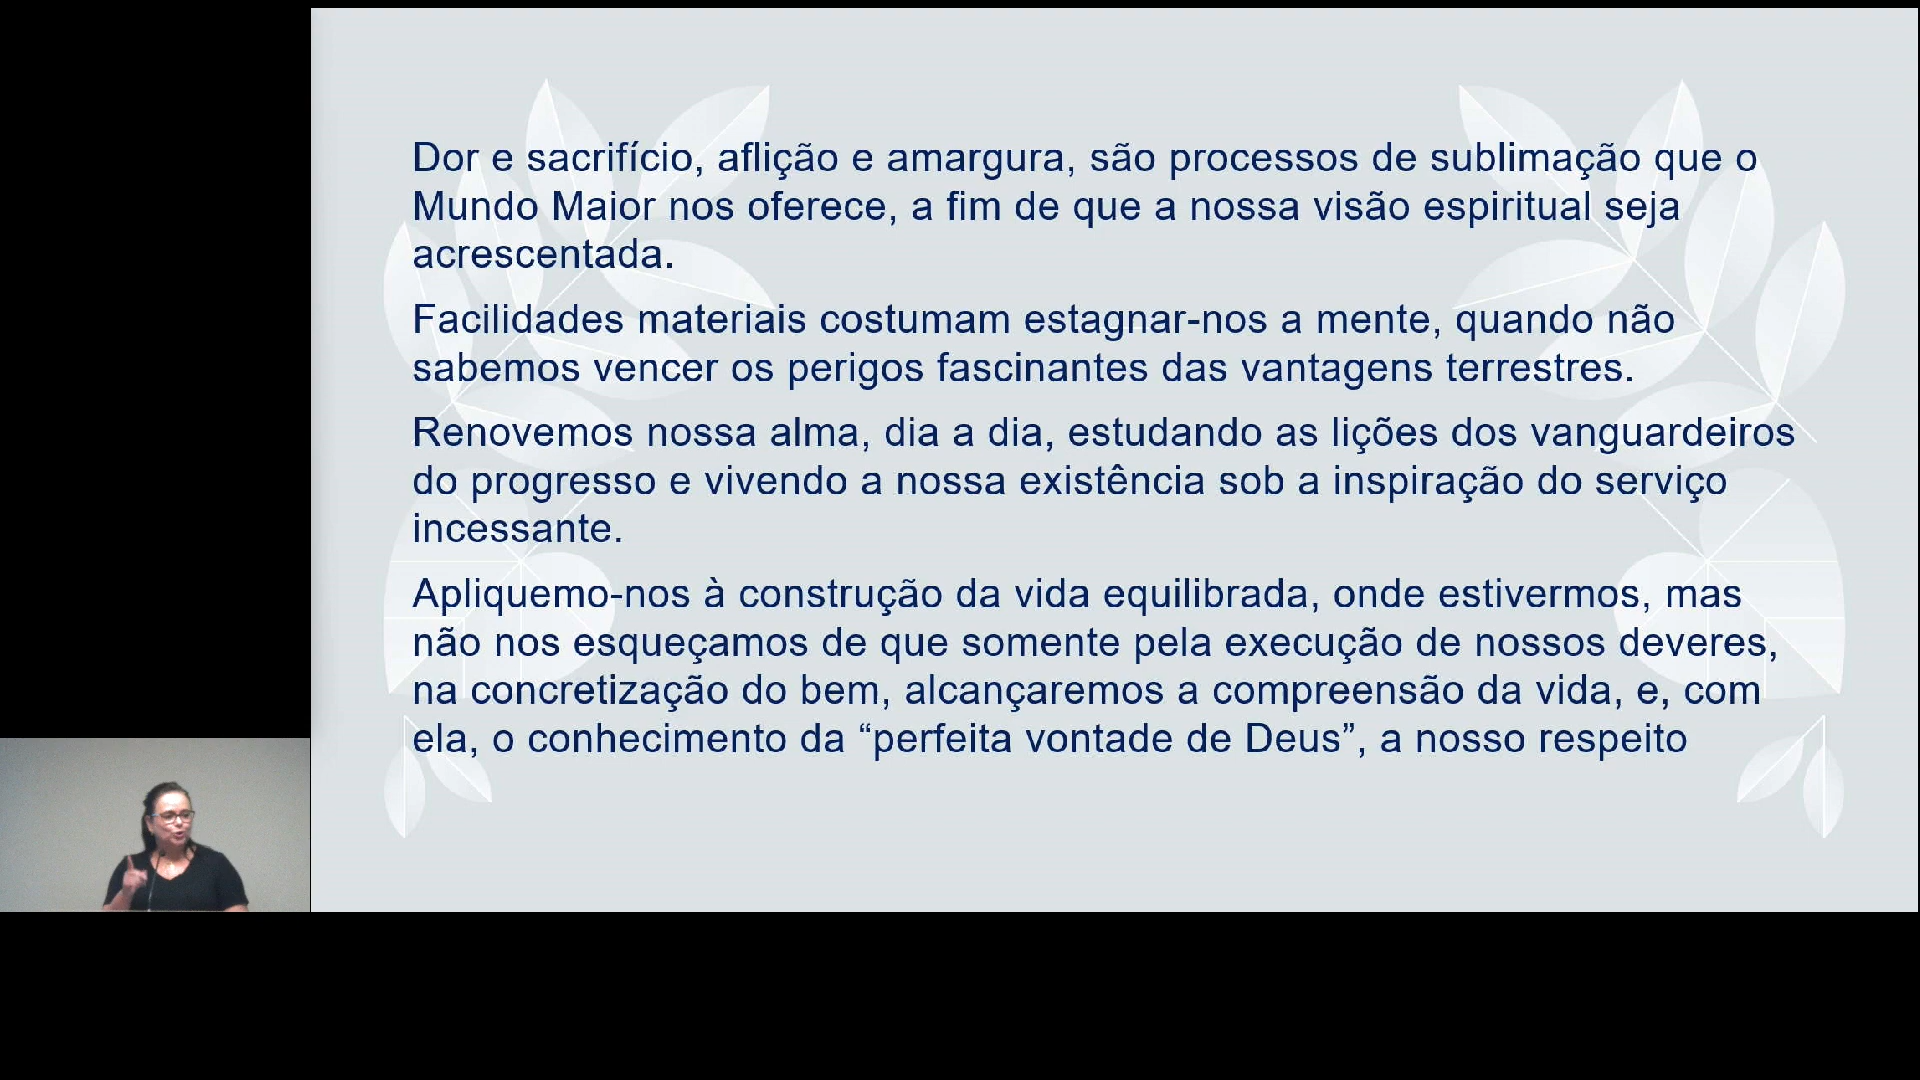 Dor e sacrifício, aflição e amargura, são processos de sublimação que o
Mundo Maior nos oferece, a fim de que a nossa visão espiritual seja
acrescentada.
Facilidades materiais costumam estagnar-nos a mente, quando não
sabemos vencer os perigos fascinantes das vantagens terrestres.
Renovemos nossa alma, dia a dia, estudando as lições dos vanguardeiros
do progresso e vivendo a nossa existência sob a inspiração do serviço
incessante.
Apliquemo-nos à construção da vida equilibrada, onde estivermos, mas
não nos esqueçamos de que somente pela execução de nossos deveres,
na concretização do bem, alcançaremos a compreensão da vida, e, com
ela, o conhecimento da “perfeita vontade de Deus”, a nosso respeito